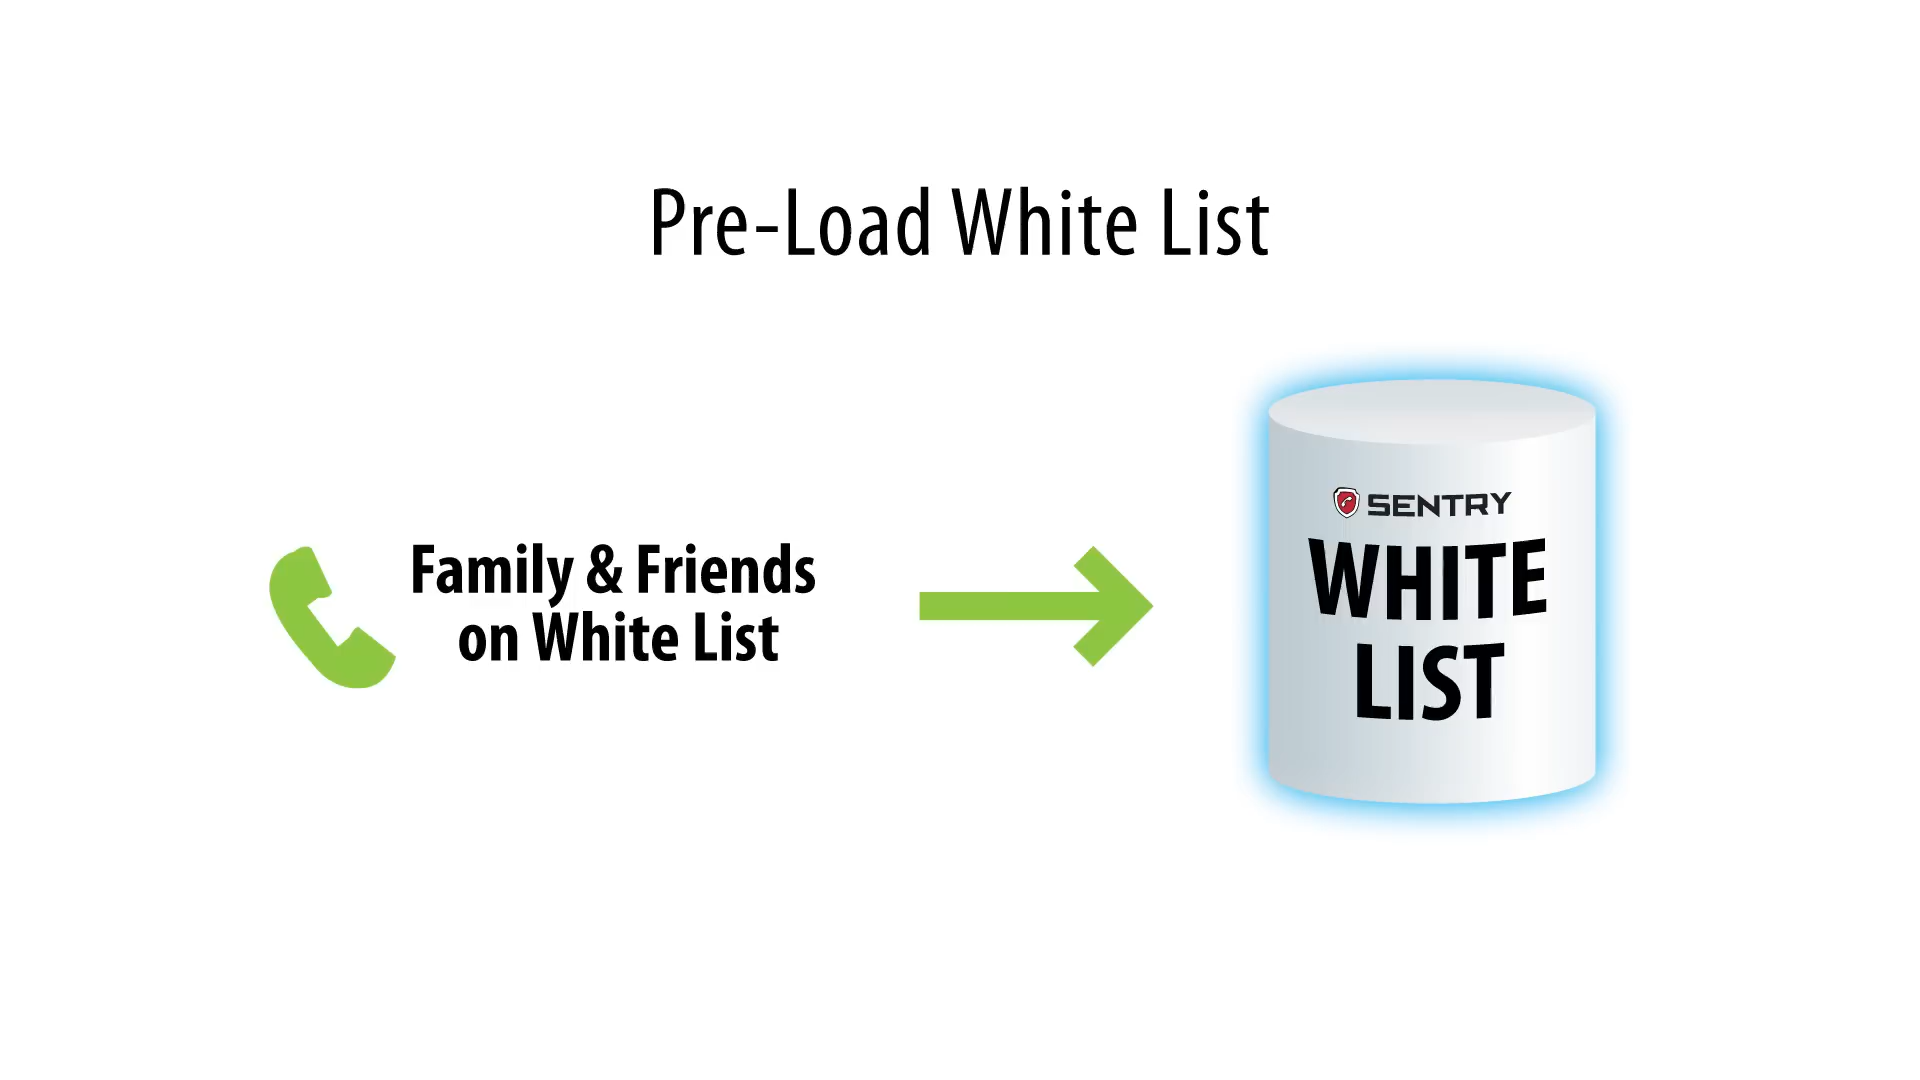 Pre-Load White List
Family & Friends
on White List
SENTRY
WHITE
LIST